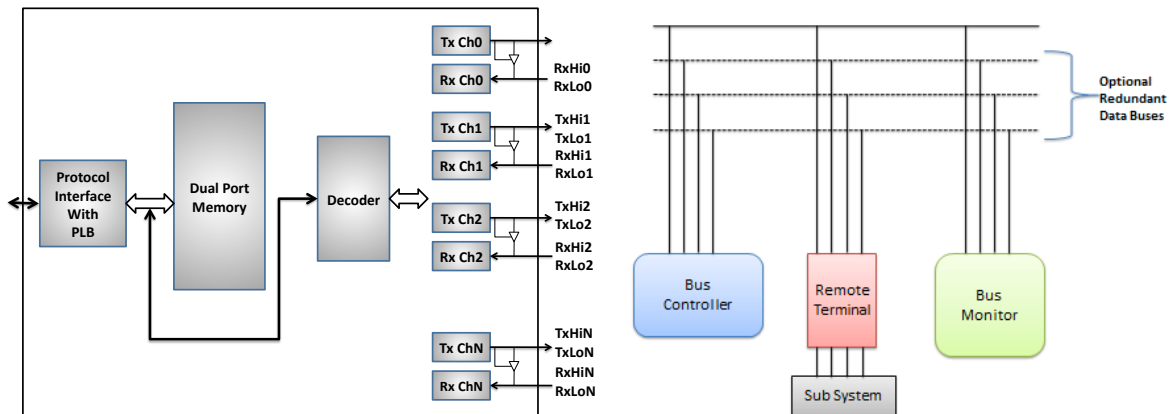 Protocol
Interface
With
PLB
Dual Port
Memory
Decoder
Tx Ch0
Rx Ch0
RxHi0
RxLo0
Tx Ch1
Rx Ch1
TxHi1
TxLo1
RxHi1
RxLo1
Tx Ch2
Rx Ch2
TxHi2
TxLo2
RxHi2
RxLo2
Tx ChN
Rx ChN
TxHiN
TxLoN
RxHiN
RxLoN
Optional
Redundant
Data Buses
Bus
Controller
Remote
Terminal
Bus
Monitor
Sub System